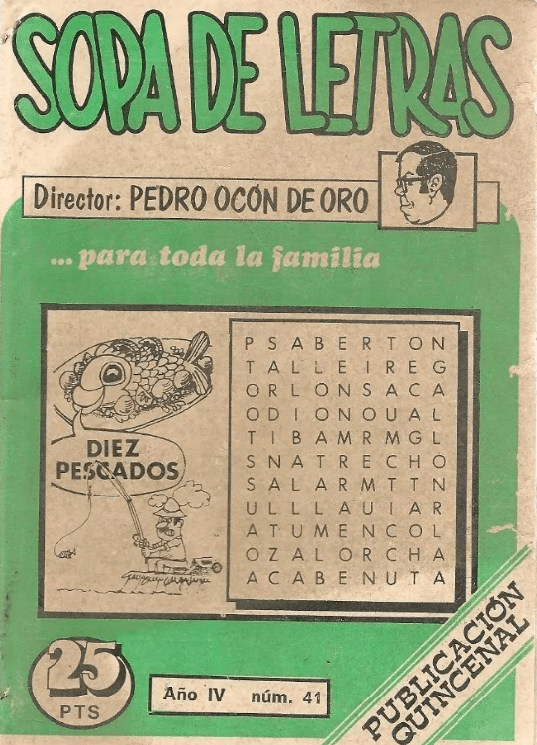 SOPA DE LETRAS
Director: PEDRO OCÓN DE ORO
... para toda la familia
DIEZ
PESCADOS
P S A B E R T O N
T A L L E I R E G
O R L O N S A C A
O D I O N O U A L
T I B A M R M G L
S N A T R E C H O
S A L A R M T T N
U L L L A U I A R
A T U M E N C O L
O Z A L O R C H A
A C A B E N U T A
25
PTS
Año IV núm. 41
PUBLICACIÓN
QUINCENAL